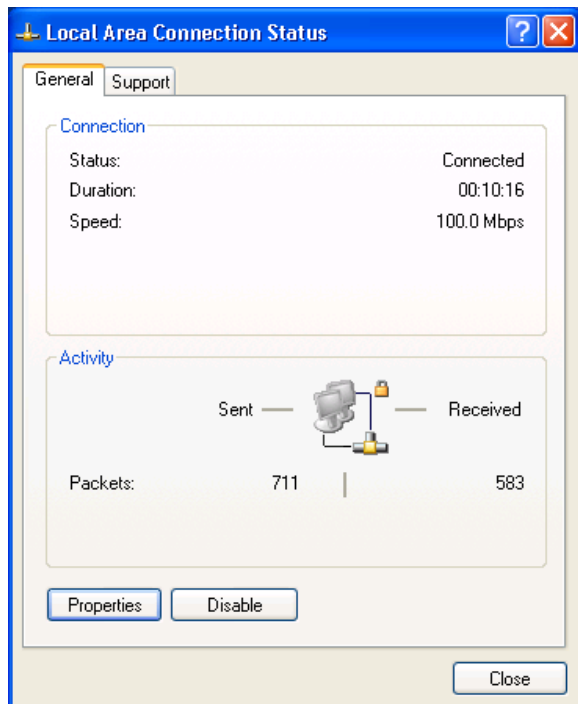 Local Area Connection Status
General Support
Connection
Status: Connected
Duration: 00:10:16
Speed: 100.0 Mbps
Activity
Sent Received
Packets: 711 583
Properties Disable
Close